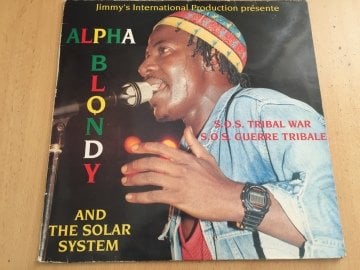 Jimmy's International Production présente
ALPHA
BLONDY
S.O.S. TRIBAL WAR
S.O.S. GUERRE TRIBALE
AND
THE SOLAR
SYSTEM